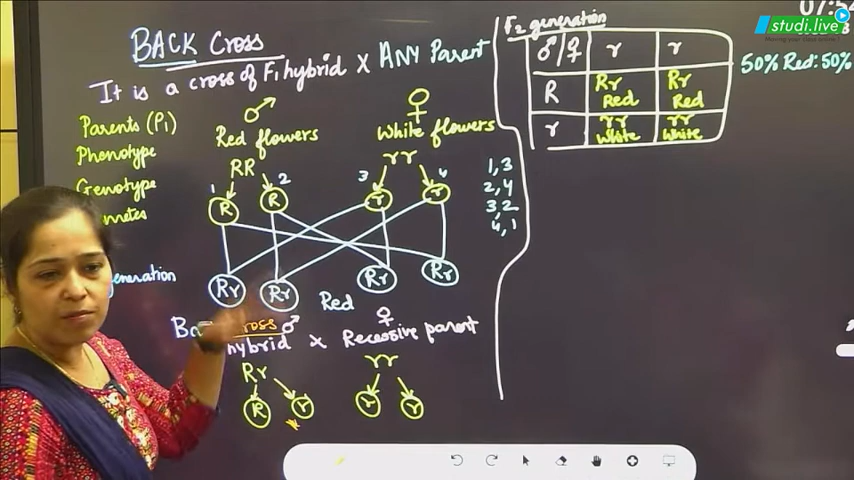 BACK Cross
It is a cross of F1 hybrid x ANY Parent
Parents (P1)
♂ ♀
Phenotype
Red flowers White flowers
Genotype
RR rr
1 2 3 4
R R r r
Rr Rr Rr Rr
Red
1,3
2,4
3,2
4,1
Cross ♂ ♀
hybrid x Recessive parent
Rr rr
R r r r
F2 generation
♂/♀ r r
R Rr Red Rr Red
r rr White rr White
50% Red: 50%
studi.live
07:5